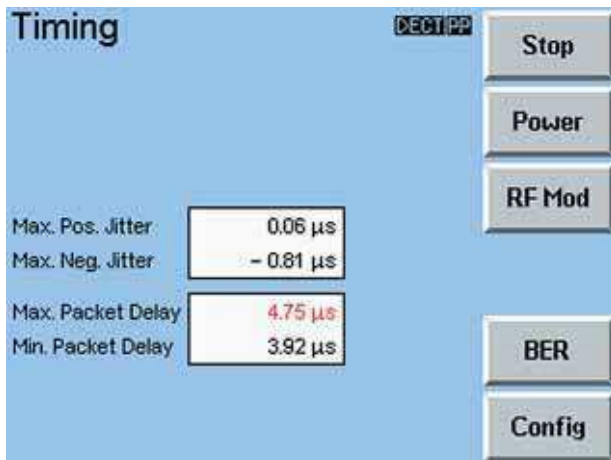 Timing
DECT PP
Stop
Power
RF Mod
Max. Pos. Jitter 0.06 µs
Max. Neg. Jitter - 0.81 µs
Max. Packet Delay 4.75 µs
Min. Packet Delay 3.92 µs
BER
Config